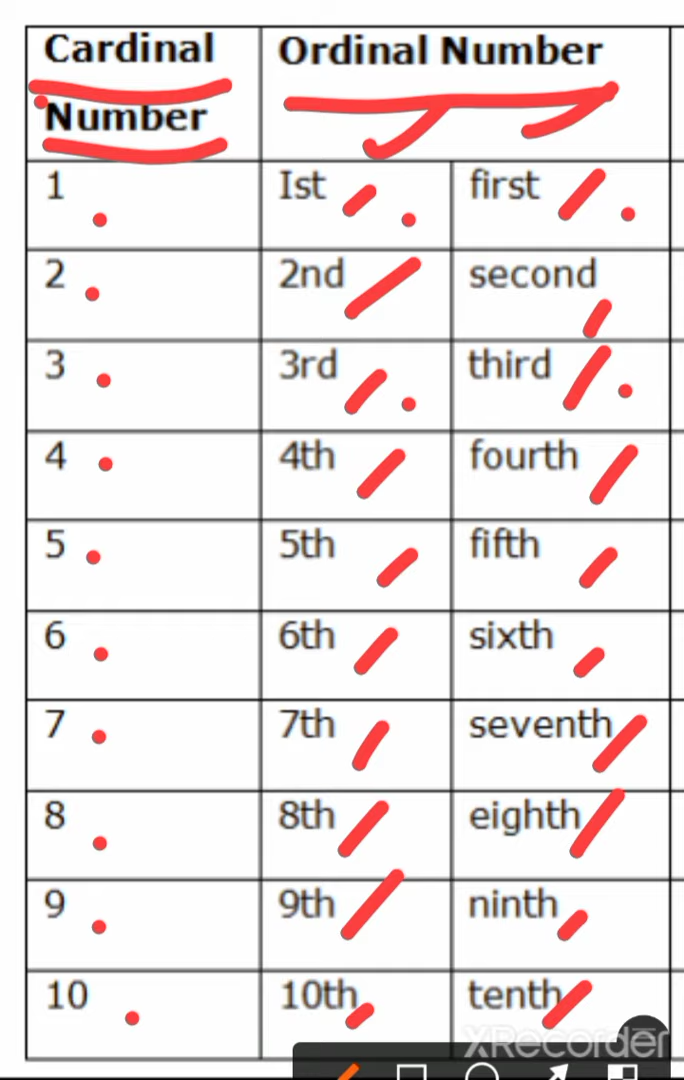 Cardinal Number Ordinal Number
1 Ist first
2 2nd second
3 3rd third
4 4th fourth
5 5th fifth
6 6th sixth
7 7th seventh
8 8th eighth
9 9th ninth
10 10th tenth
XRecorder